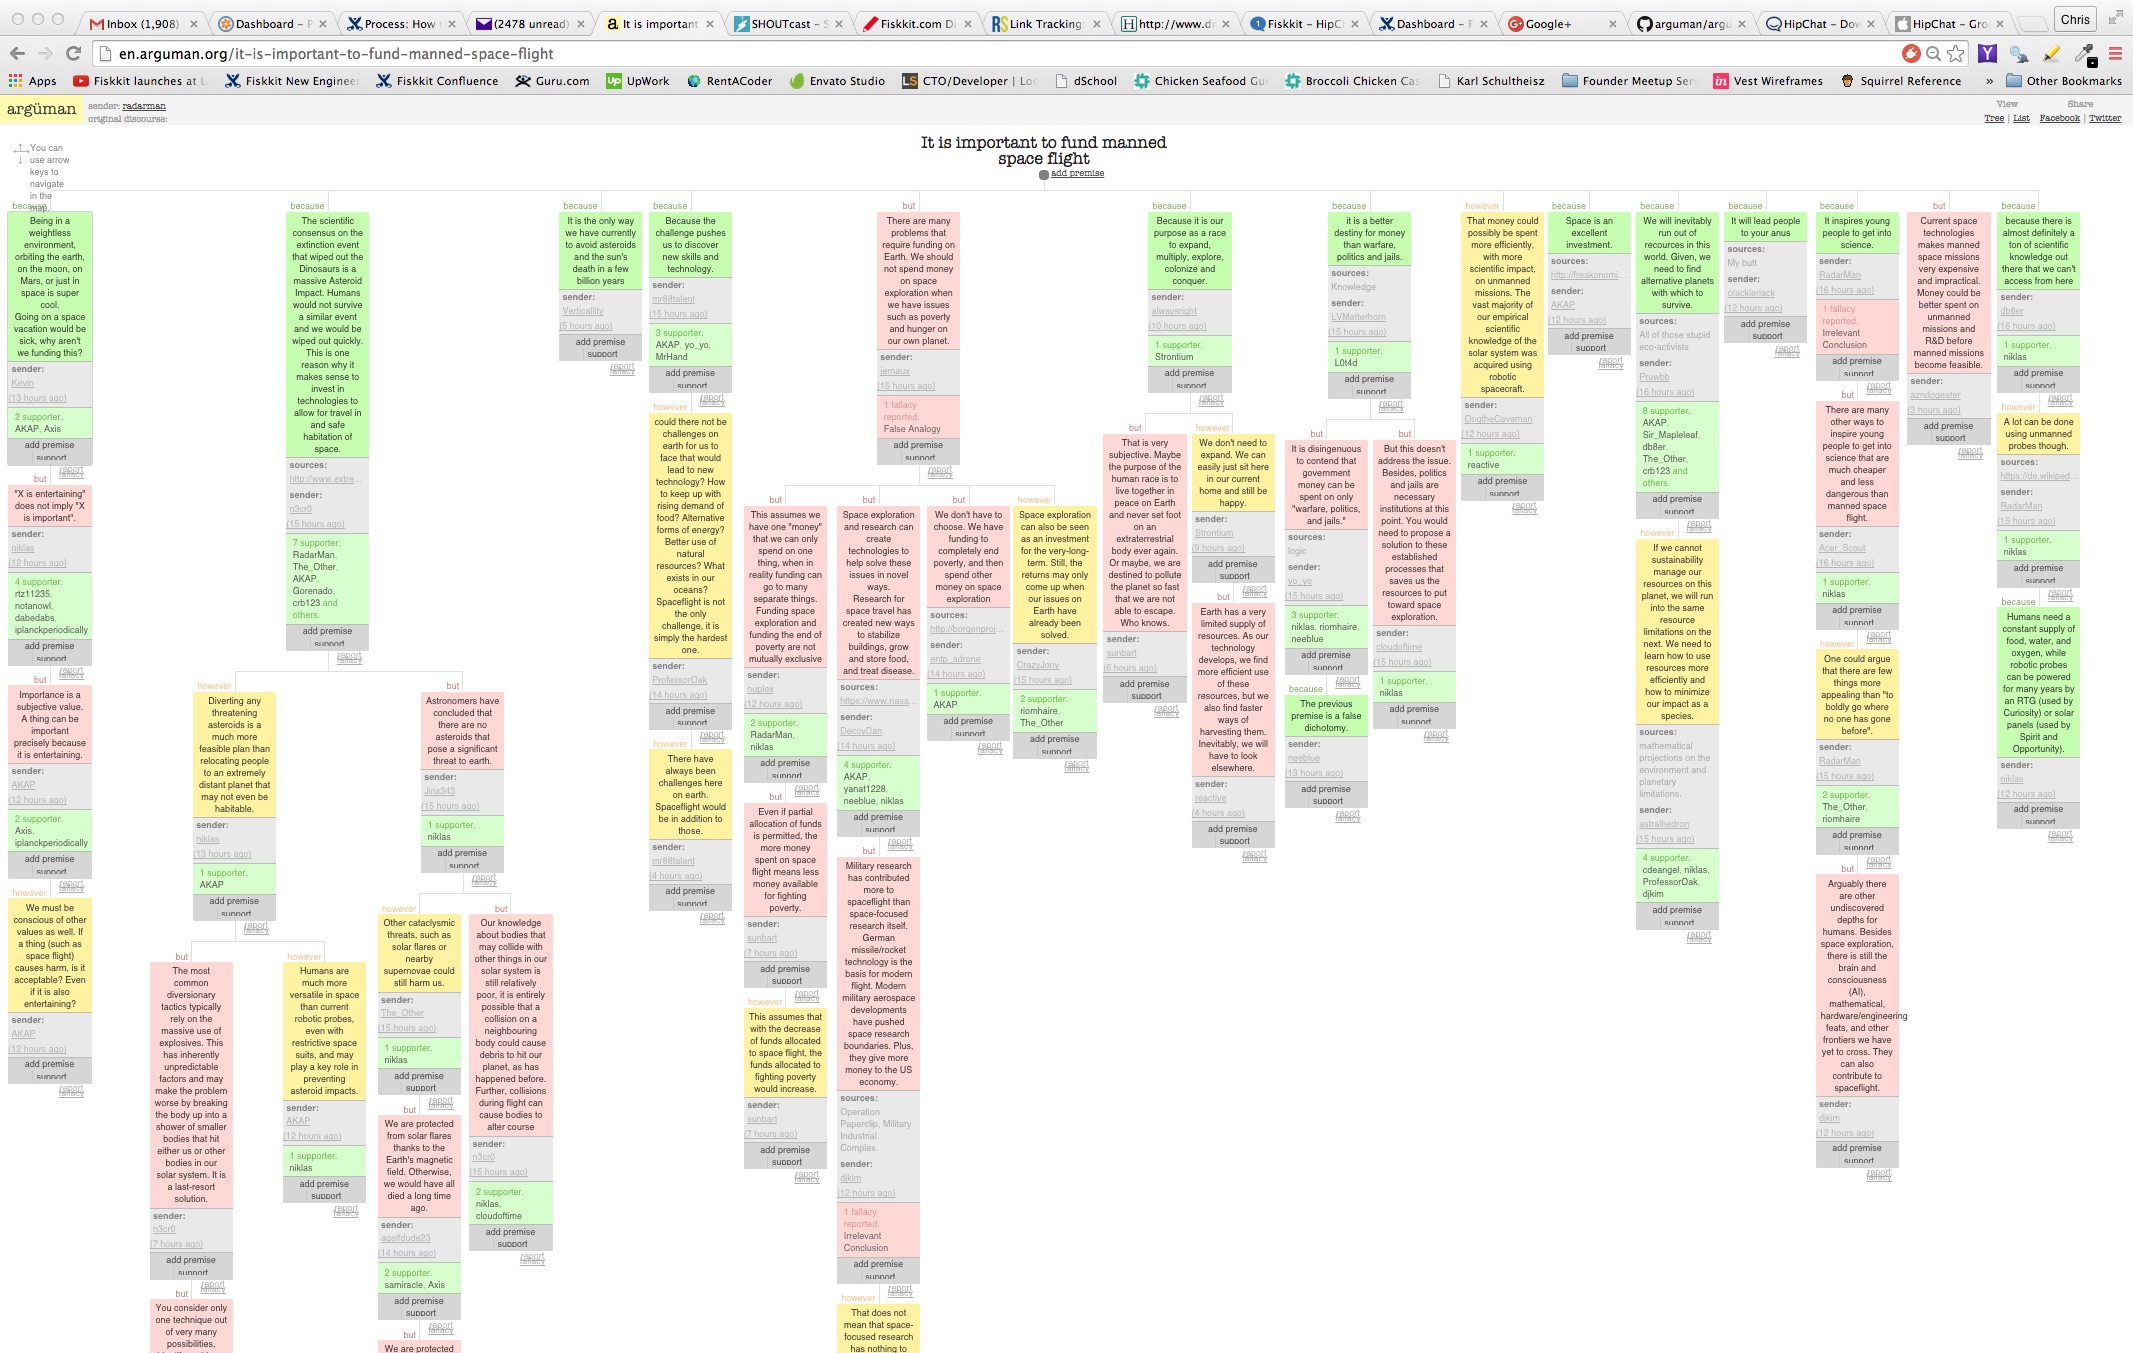 Inbox (1,908)
Dashboard – P
Process: How t
(2478 unread)
It is important
SHOUTcast – S
Fiskkit.com Di
Link Tracking:
http://www.d
Fiskkit – HipC
Dashboard – F
Google+
arguman/argu
HipChat – Dow
HipChat – Gro
Chris
en.arguman.org/it-is-important-to-fund-manned-space-flight
Apps
Fiskkit launches at L
Fiskkit New Engineer
Fiskkit Confluence
Guru.com
UpWork
RentACoder
Envato Studio
CTO/Developer | Loc
dSchool
Chicken Seafood Gu
Broccoli Chicken Cas
Karl Schultheisz
Founder Meetup Ser
Vest Wireframes
Squirrel Reference
»
Other Bookmarks
argüman
sender: radarman
original discourse:
View
Tree | List
Share
Facebook | Twitter
You can
use arrow
keys to
navigate
in the
map.
It is important to fund manned
space flight
add premise
because
Being in a
weightless
environment,
orbiting the earth,
on the moon, on
Mars, or just in
space is super
cool.
Going on a space
vacation would be
sick, why aren't
we funding this?
sender:
Kevin
(13 hours ago)
2 supporter.
AKAP, Axis
add premise
| support
report
fallacy
but
"X is entertaining"
does not imply "X
is important".
sender:
niklas
(12 hours ago)
4 supporter.
rtz11235,
notanowl,
dabedabs,
iplanckperiodically
add premise
| support
report
fallacy
but
Importance is a
subjective value.
A thing can be
important
precisely because
it is entertaining.
sender:
AKAP
(12 hours ago)
2 supporter.
Axis,
iplanckperiodically
add premise
| support
report
fallacy
however
We must be
conscious of other
values as well. If
a thing (such as
space flight)
causes harm, is it
acceptable? Even
if it is also
entertaining?
sender:
AKAP
(12 hours ago)
add premise
| support
report
fallacy
because
The scientific
consensus on the
extinction event
that wiped out the
Dinosaurs is a
massive Asteroid
Impact. Humans
would not survive
a similar event
and we would be
wiped out quickly.
This is one
reason why it
makes sense to
invest in
technologies to
allow for travel in
and safe
habitation of
space.
sources:
http://www.extre...
sender:
n3cr0
(15 hours ago)
7 supporter.
RadarMan,
The_Other,
AKAP,
Gorenado,
crb123 and
others.
add premise
| support
report
fallacy
however
Diverting any
threatening
asteroids is a
much more
feasible plan than
relocating people
to an extremely
distant planet that
may not even be
habitable.
sender:
niklas
(13 hours ago)
1 supporter.
AKAP
add premise
| support
report
fallacy
but
The most
common
diversionary
tactics typically
rely on the
massive use of
explosives. This
has inherently
unpredictable
factors and may
make the problem
worse by breaking
the body up into a
shower of smaller
bodies that hit
either us or other
bodies in our
solar system. It is
a last-resort
solution.
sender:
n3cr0
(7 hours ago)
add premise
| support
report
fallacy
but
You consider only
one technique out
of very many
possibilities,
however
Humans are
much more
versatile in space
than current
robotic probes,
even with
restrictive space
suits, and may
play a key role in
preventing
asteroid impacts.
sender:
AKAP
(12 hours ago)
1 supporter.
niklas
add premise
| support
report
fallacy
but
Astronomers have
concluded that
there are no
asteroids that
pose a significant
threat to earth.
sender:
Jinx343
(15 hours ago)
1 supporter.
niklas
add premise
| support
report
fallacy
however
Other cataclysmic
threats, such as
solar flares or
nearby
supernovae could
still harm us.
sender:
The_Other
(15 hours ago)
1 supporter.
niklas
add premise
| support
report
fallacy
but
We are protected
from solar flares
thanks to the
Earth's magnetic
field. Otherwise,
we would have all
died a long time
ago.
sender:
agelfdude23
(14 hours ago)
2 supporter.
samiracle, Axis
add premise
| support
report
fallacy
but
We are protected
but
Our knowledge
about bodies that
may collide with
other things in our
solar system is
still relatively
poor, it is entirely
possible that a
collision on a
neighbouring
body could cause
debris to hit our
planet, as has
happened before.
Further, collisions
during flight can
cause bodies to
alter course
sender:
n3cr0
(15 hours ago)
2 supporter.
niklas,
cloudoftime
add premise
| support
report
fallacy
because
It is the only way
we have currently
to avoid asteroids
and the sun's
death in a few
billion years
sender:
Verticallity
(5 hours ago)
add premise
| support
report
fallacy
because
Because the
challenge pushes
us to discover
new skills and
technology.
sender:
mr88talent
(15 hours ago)
3 supporter.
AKAP, yo_yo,
MrHand
add premise
| support
report
fallacy
however
could there not be
challenges on
earth for us to
face that would
lead to new
technology? How
to keep up with
rising demand of
food? Alternative
forms of energy?
Better use of
natural
resources? What
exists in our
oceans?
Spaceflight is not
the only
challenge, it is
simply the hardest
one.
sender:
ProfessorOak
(14 hours ago)
add premise
| support
report
fallacy
however
There have
always been
challenges here
on earth.
Spaceflight would
be in addition to
those.
sender:
mr88talent
(4 hours ago)
add premise
| support
report
fallacy
but
There are many
problems that
require funding on
Earth. We should
not spend money
on space
exploration when
we have issues
such as poverty
and hunger on
our own planet.
sender:
jernaux
(15 hours ago)
1 fallacy
reported.
False Analogy
add premise
| support
report
fallacy
but
This assumes we
have one "money"
that we can only
spend on one
thing, when in
reality funding can
go to many
separate things.
Funding space
exploration and
funding the end of
poverty are not
mutually exclusive
sender:
nuplex
(12 hours ago)
2 supporter.
RadarMan,
niklas
add premise
| support
report
fallacy
but
Even if partial
allocation of funds
is permitted, the
more money
spent on space
flight means less
money available
for fighting
poverty.
sender:
sunbart
(7 hours ago)
add premise
| support
report
fallacy
however
This assumes that
with the decrease
of funds allocated
to space flight, the
funds allocated to
fighting poverty
would increase.
sender:
sunbart
(7 hours ago)
add premise
| support
report
fallacy
but
Space exploration
and research can
create
technologies to
help solve these
issues in novel
ways.
Research for
space travel has
created new ways
to stabilize
buildings, grow
and store food,
and treat disease.
sources:
https://www.nasa...
sender:
DecoyDan
(14 hours ago)
4 supporter.
AKAP,
yanat1228,
neeblue, niklas
add premise
| support
report
fallacy
but
Military research
has contributed
more to
spaceflight than
space-focused
research itself.
German
missile/rocket
technology is the
basis for modern
flight. Modern
military aerospace
developments
have pushed
space research
boundaries. Plus,
they give more
money to the US
economy.
sources:
Operation
Paperclip, Military
Industrial
Complex.
sender:
djkim
(12 hours ago)
1 fallacy
reported.
Irrelevant
Conclusion
add premise
| support
report
fallacy
however
That does not
mean that space-
focused research
has nothing to
but
We don't have to
choose. We have
funding to
completely end
poverty, and then
spend other
money on space
exploration
sources:
http://borgenproj...
sender:
entp_adrone
(14 hours ago)
1 supporter.
AKAP
add premise
| support
report
fallacy
however
Space exploration
can also be seen
as an investment
for the very-long-
term. Still, the
returns may only
come up when
our issues on
Earth have
already been
solved.
sender:
CrazyJony
(15 hours ago)
2 supporter.
riomhaire,
The_Other
add premise
| support
report
fallacy
because
Because it is our
purpose as a race
to expand,
multiply, explore,
colonize and
conquer.
sender:
alwaysright
(10 hours ago)
1 supporter.
Strontium
add premise
| support
report
fallacy
but
That is very
subjective. Maybe
the purpose of the
human race is to
live together in
peace on Earth
and never set foot
on an
extraterrestrial
body ever again.
Or maybe, we are
destined to pollute
the planet so fast
that we are not
able to escape.
Who knows.
sender:
sunbart
(6 hours ago)
add premise
| support
report
fallacy
however
We don't need to
expand. We can
easily just sit here
in our current
home and still be
happy.
sender:
Strontium
(9 hours ago)
add premise
| support
report
fallacy
but
Earth has a very
limited supply of
resources. As our
technology
develops, we find
more efficient use
of these
resources, but we
also find faster
ways of
harvesting them.
Inevitably, we will
have to look
elsewhere.
sender:
reactive
(4 hours ago)
add premise
| support
report
fallacy
because
it is a better
destiny for money
than warfare,
politics and jails.
sources:
Knowledge
sender:
LVMatterhorn
(15 hours ago)
1 supporter.
L0t4d
add premise
| support
report
fallacy
but
It is disingenuous
to contend that
government
money can be
spent on only
"warfare, politics,
and jails."
sources:
logic
sender:
yo_yo
(15 hours ago)
3 supporter.
niklas, riomhaire,
neeblue
add premise
| support
report
fallacy
because
The previous
premise is a false
dichotomy.
sender:
neeblue
(13 hours ago)
add premise
| support
report
fallacy
but
But this doesn't
address the issue.
Besides, politics
and jails are
necessary
institutions at this
point. You would
need to propose a
solution to these
established
processes that
saves us the
resources to put
toward space
exploration.
sender:
cloudoftime
(15 hours ago)
1 supporter.
niklas
add premise
| support
report
fallacy
however
That money could
possibly be spent
more efficiently,
with more
scientific impact,
on unmanned
missions. The
vast majority of
our empirical
scientific
knowledge of the
solar system was
acquired using
robotic
spacecraft.
sender:
OogtheCaveman
(12 hours ago)
1 supporter.
reactive
add premise
| support
report
fallacy
because
Space is an
excellent
investment.
sources:
http://freakonomi...
sender:
AKAP
(12 hours ago)
add premise
| support
report
fallacy
because
We will inevitably
run out of
recources in this
world. Given, we
need to find
alternative planets
with which to
survive.
sources:
All of those stupid
eco-activists
sender:
Pruwbb
(16 hours ago)
8 supporter.
AKAP,
Sir_Mapleleaf,
db8er,
The_Other,
crb123 and
others.
add premise
| support
report
fallacy
however
If we cannot
sustainability
manage our
resources on this
planet, we will run
into the same
resource
limitations on the
next. We need to
learn how to use
resources more
efficiently and
how to minimize
our impact as a
species.
sources:
mathematical
projections on the
environment and
planetary
limitations.
sender:
astralhedron
(15 hours ago)
4 supporter.
cdeangel, niklas,
ProfessorOak,
djkim
add premise
| support
report
fallacy
because
It will lead people
to your anus
sources:
My butt
sender:
cracklerjack
(12 hours ago)
add premise
| support
report
fallacy
because
It inspires young
people to get into
science.
sender:
RadarMan
(16 hours ago)
1 fallacy
reported.
Irrelevant
Conclusion
add premise
| support
report
fallacy
but
There are many
other ways to
inspire young
people to get into
science that are
much cheaper
and less
dangerous than
manned space
flight.
sender:
Acer_Scout
(16 hours ago)
1 supporter.
niklas
add premise
| support
report
fallacy
however
One could argue
that there are few
things more
appealing than "to
boldly go where
no one has gone
before".
sender:
RadarMan
(15 hours ago)
2 supporter.
The_Other,
riomhaire
add premise
| support
report
fallacy
but
Arguably there
are other
undiscovered
depths for
humans. Besides
space exploration,
there is still the
brain and
consciousness
(AI),
mathematical,
hardware/engineering
feats, and other
frontiers we have
yet to cross. They
can also
contribute to
spaceflight.
sender:
djkim
(12 hours ago)
add premise
| support
report
fallacy
but
Current space
technologies
makes manned
space missions
very expensive
and impractical.
Money could be
better spent on
unmanned
missions and
R&D before
manned missions
become feasible.
sender:
azndogeater
(3 hours ago)
add premise
| support
report
fallacy
because
because there is
almost definitely a
ton of scientific
knowledge out
there that we can't
access from here
sender:
db8er
(16 hours ago)
1 supporter.
niklas
add premise
| support
report
fallacy
however
A lot can be done
using unmanned
probes though.
sources:
https://de.wikiped...
sender:
RadarMan
(15 hours ago)
1 supporter.
niklas
add premise
| support
report
fallacy
because
Humans need a
constant supply of
food, water, and
oxygen, while
robotic probes
can be powered
for many years by
an RTG (used by
Curiosity) or solar
panels (used by
Spirit and
Opportunity).
sender:
niklas
(12 hours ago)
add premise
| support
report
fallacy